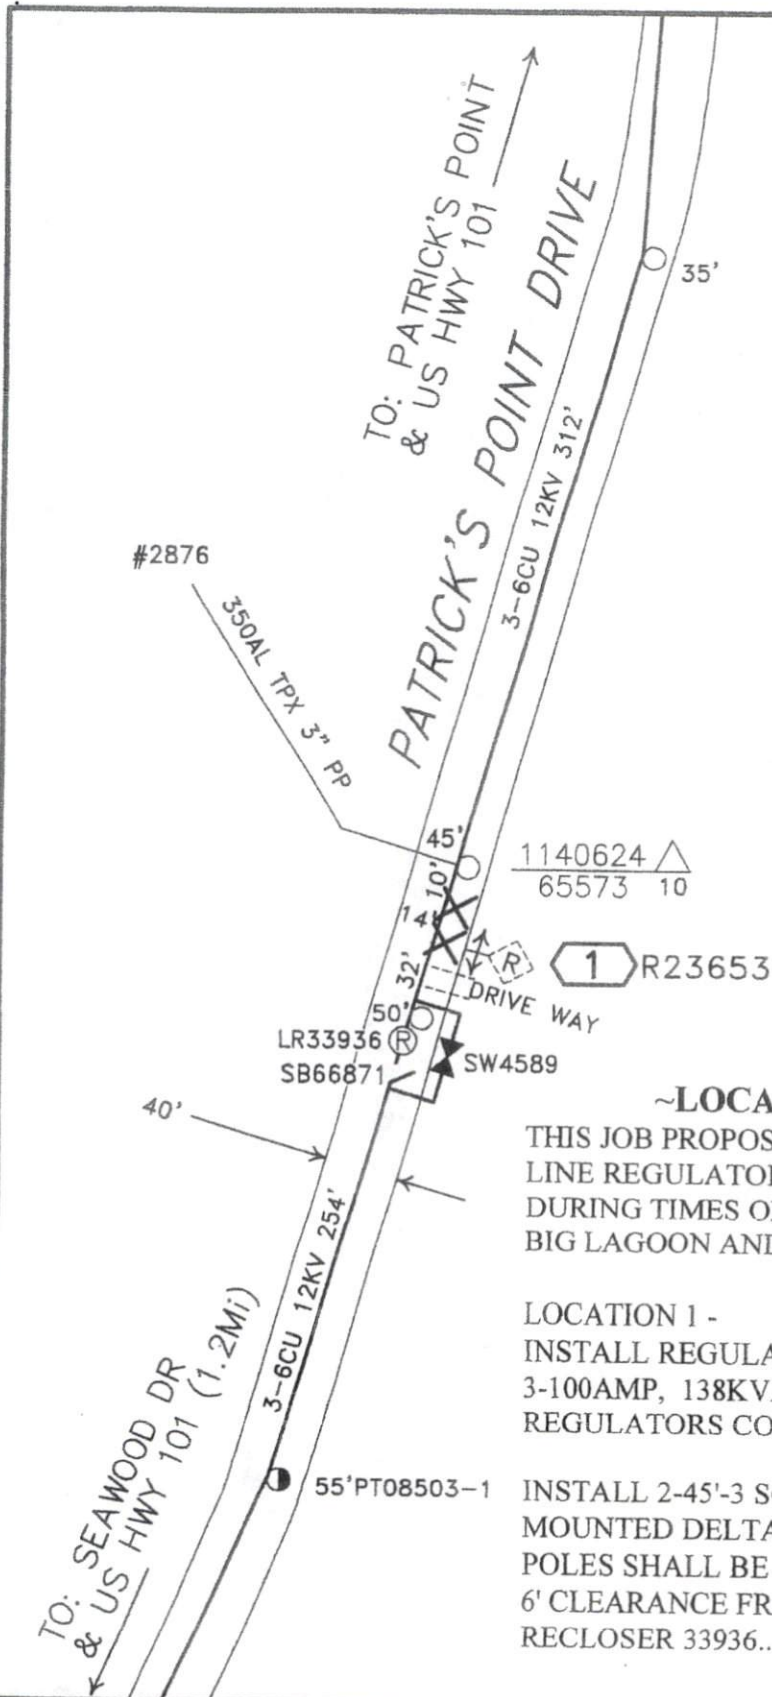 TO: PATRICK'S POINT
& US HWY 101
PATRICK'S POINT DRIVE
35'
3-6CU 12KV 312'
#2876
350AL TPX 3" PP
45'
10'
1140624
65573 10
14'
R
1 R23653
32'
DRIVE WAY
50'
LR33936 R
SB66871
SW4589
40'
~LOCA
THIS JOB PROPOS
LINE REGULATO
DURING TIMES O
BIG LAGOON AND
3-6CU 12KV 254'
LOCATION 1 -
INSTALL REGULA
3-100AMP, 138KV
REGULATORS CO
TO: SEAWOOD DR
& US HWY 101 (1.2Mi)
55'PT08503-1
INSTALL 2-45'-3 S
MOUNTED DELTA
POLES SHALL BE
6' CLEARANCE FR
RECLOSER 33936..